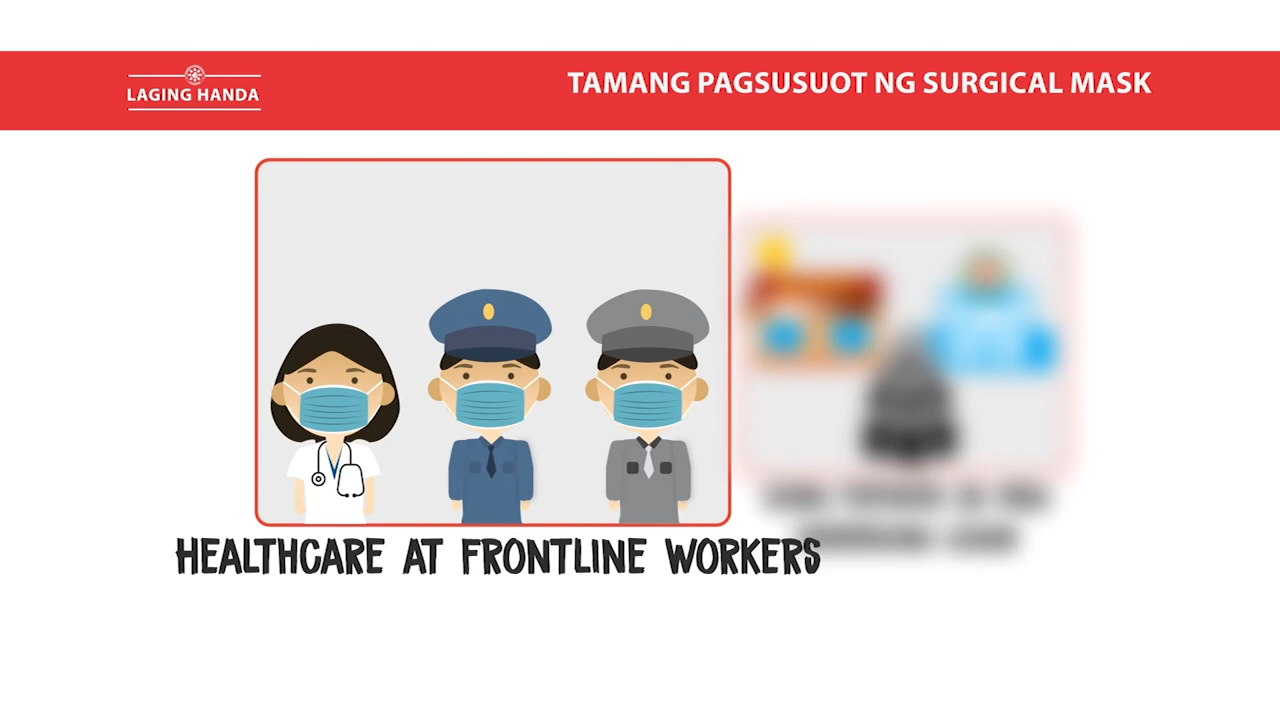 LAGING HANDA
TAMANG PAGSUSUOT NG SURGICAL MASK
HEALTHCARE AT FRONTLINE WORKERS